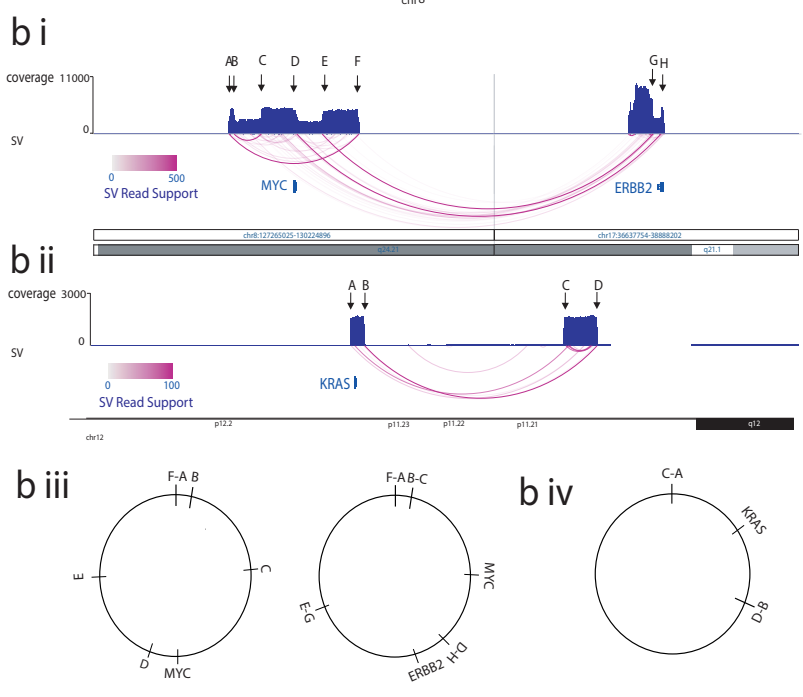 chr8
b i
A B C D E F G H
coverage 11000
0
SV
0 500
SV Read Support
MYC
ERBB2
chr8:127265025-130224896 chr17:36637754-38888202
q24.21 q21.1
b ii
coverage 3000
A B C D
0
SV
KRAS
0 100
SV Read Support
p12.2 p11.23 p11.22 p11.21 q12
chr12
b iii
F-A B
C
MYC
D
E
F-A B-C
MYC
D-H
ERBB2
E-G
b iv
C-A
KRAS
D-B